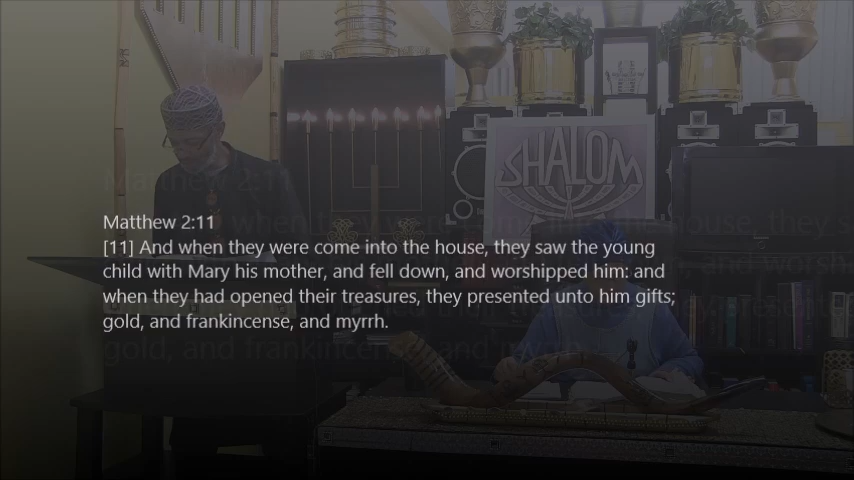 SHALOM
Matthew 2:11
[11] And when they were come into the house, they saw the young
child with Mary his mother, and fell down, and worshipped him: and
when they had opened their treasures, they presented unto him gifts;
gold, and frankincense, and myrrh.